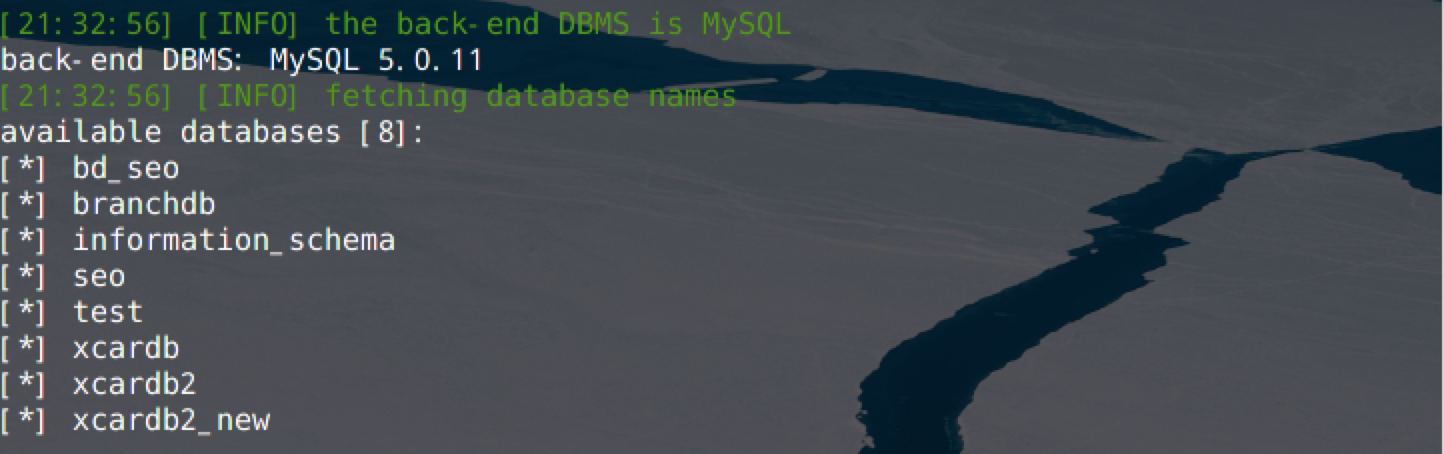 [21:32:56] [INFO] the back-end DBMS is MySQL
back-end DBMS: MySQL 5.0.11
[21:32:56] [INFO] fetching database names
available databases [8]:
[*] bd_seo
[*] branchdb
[*] information_schema
[*] seo
[*] test
[*] xcardb
[*] xcardb2
[*] xcardb2_new